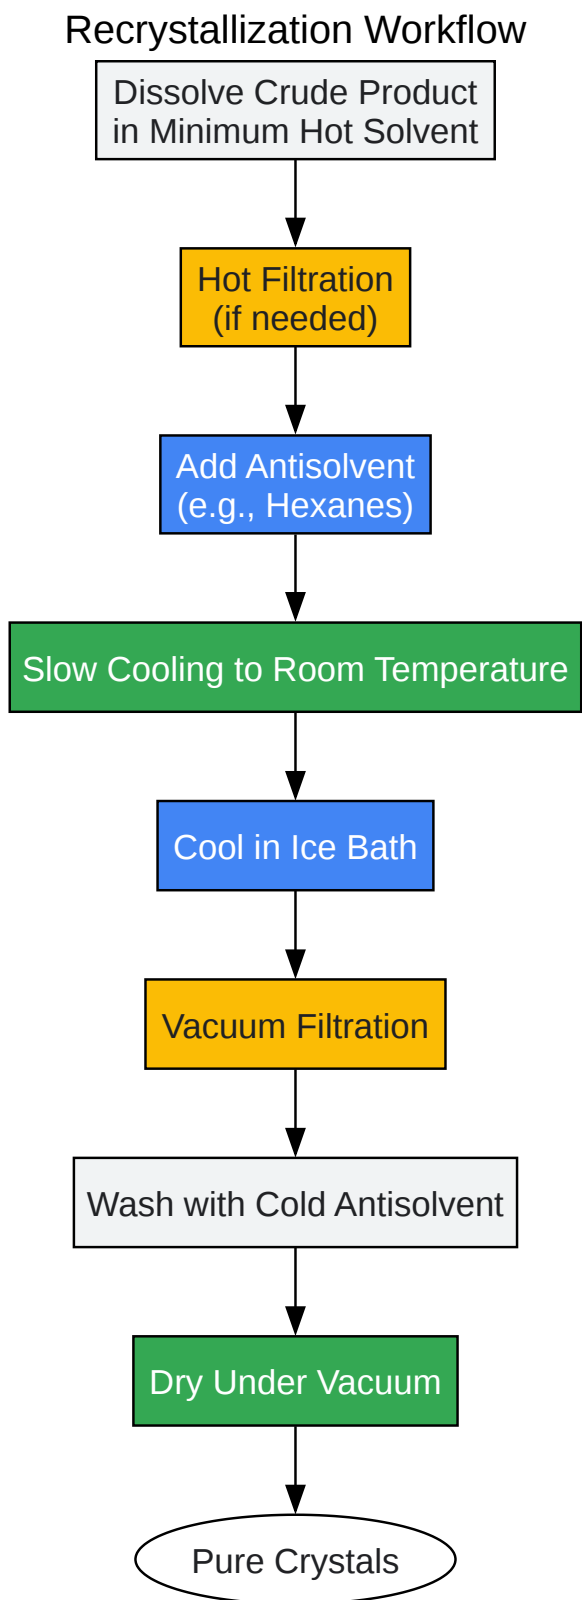 Recrystallization Workflow
Dissolve Crude Product
in Minimum Hot Solvent
Hot Filtration
(if needed)
Add Antisolvent
(e.g., Hexanes)
Slow Cooling to Room Temperature
Cool in Ice Bath
Vacuum Filtration
Wash with Cold Antisolvent
Dry Under Vacuum
Pure Crystals